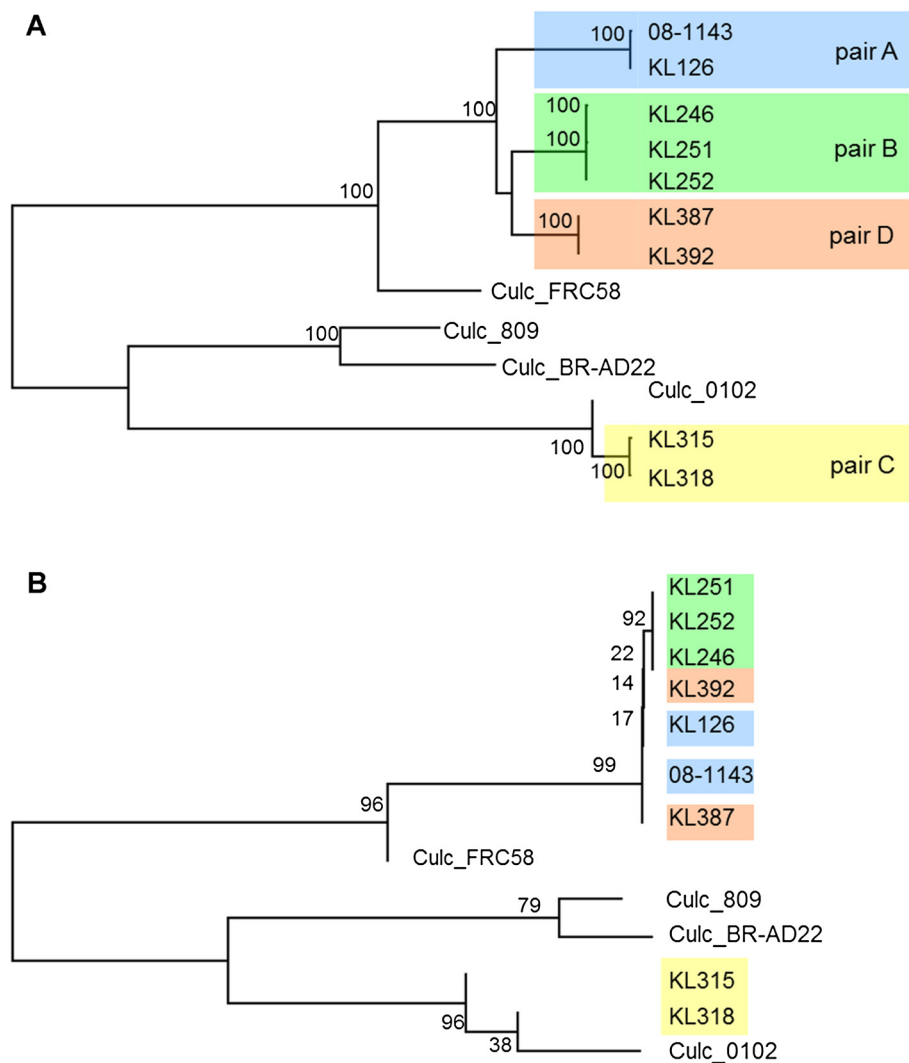 A
100 08-1143
KL126
pair A
100
100 KL246
100 KL251
KL252
pair B
100
100 KL387
KL392
pair D
Culc_FRC58
100 Culc_809
Culc_BR-AD22
Culc_0102
100 KL315
100 KL318
pair C
B
KL251
92 KL252
22 KL246
14 KL392
17 KL126
99 08-1143
KL387
96
Culc_FRC58
79 Culc_809
Culc_BR-AD22
KL315
96 KL318
38 Culc_0102